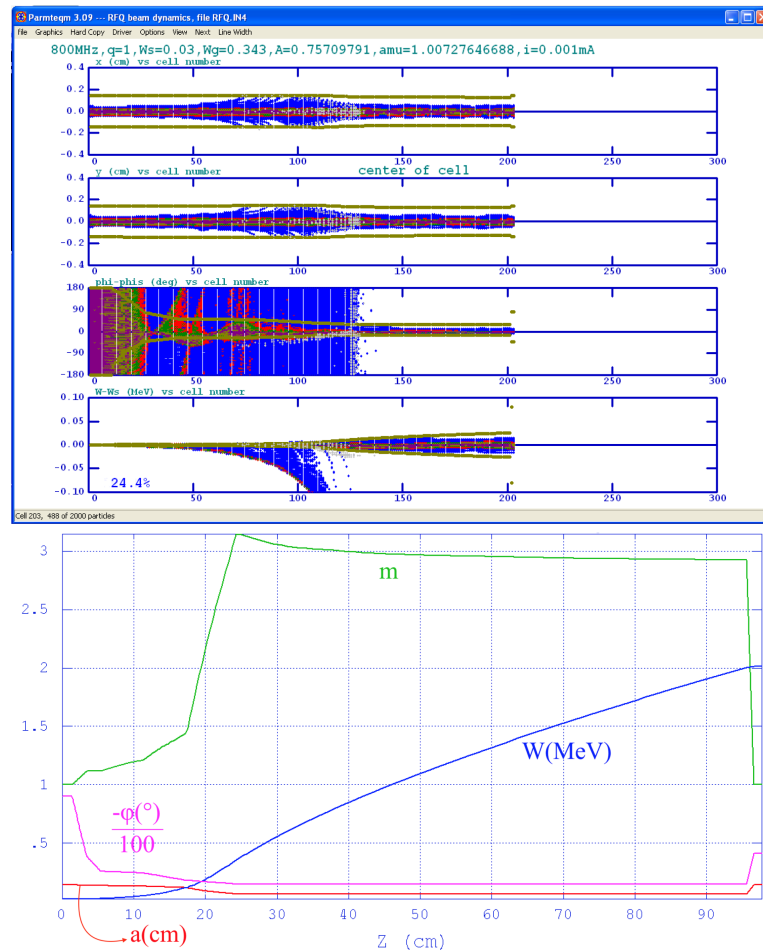 Parmteqm 3.09 --- RFQ beam dynamics, file RFQ.IN4
File Graphics Hard Copy Driver Options View Next Line Width
800MHz,q=1,Ws=0.03,Wg=0.343,A=0.75709791,amu=1.00727646688,i=0.001mA
x (cm) vs cell number
0.4
0.2
0.0
-0.2
-0.4
0 50 100 150 200 250 300
y (cm) vs cell number
center of cell
0.4
0.2
0.0
-0.2
-0.4
0 50 100 150 200 250 300
phi-phis (deg) vs cell number
180
90
0
-90
-180
0 50 100 150 200 250 300
W-Ws (MeV) vs cell number
0.10
0.05
0.00
-0.05
-0.10
24.4%
0 50 100 150 200 250 300
Cell 203, 488 of 2000 particles
3
m
2.5
2
W(MeV)
1.5
1
-φ(°)
100
.5
0 10 20 30 40 50 60 70 80 90
a(cm)
Z (cm)